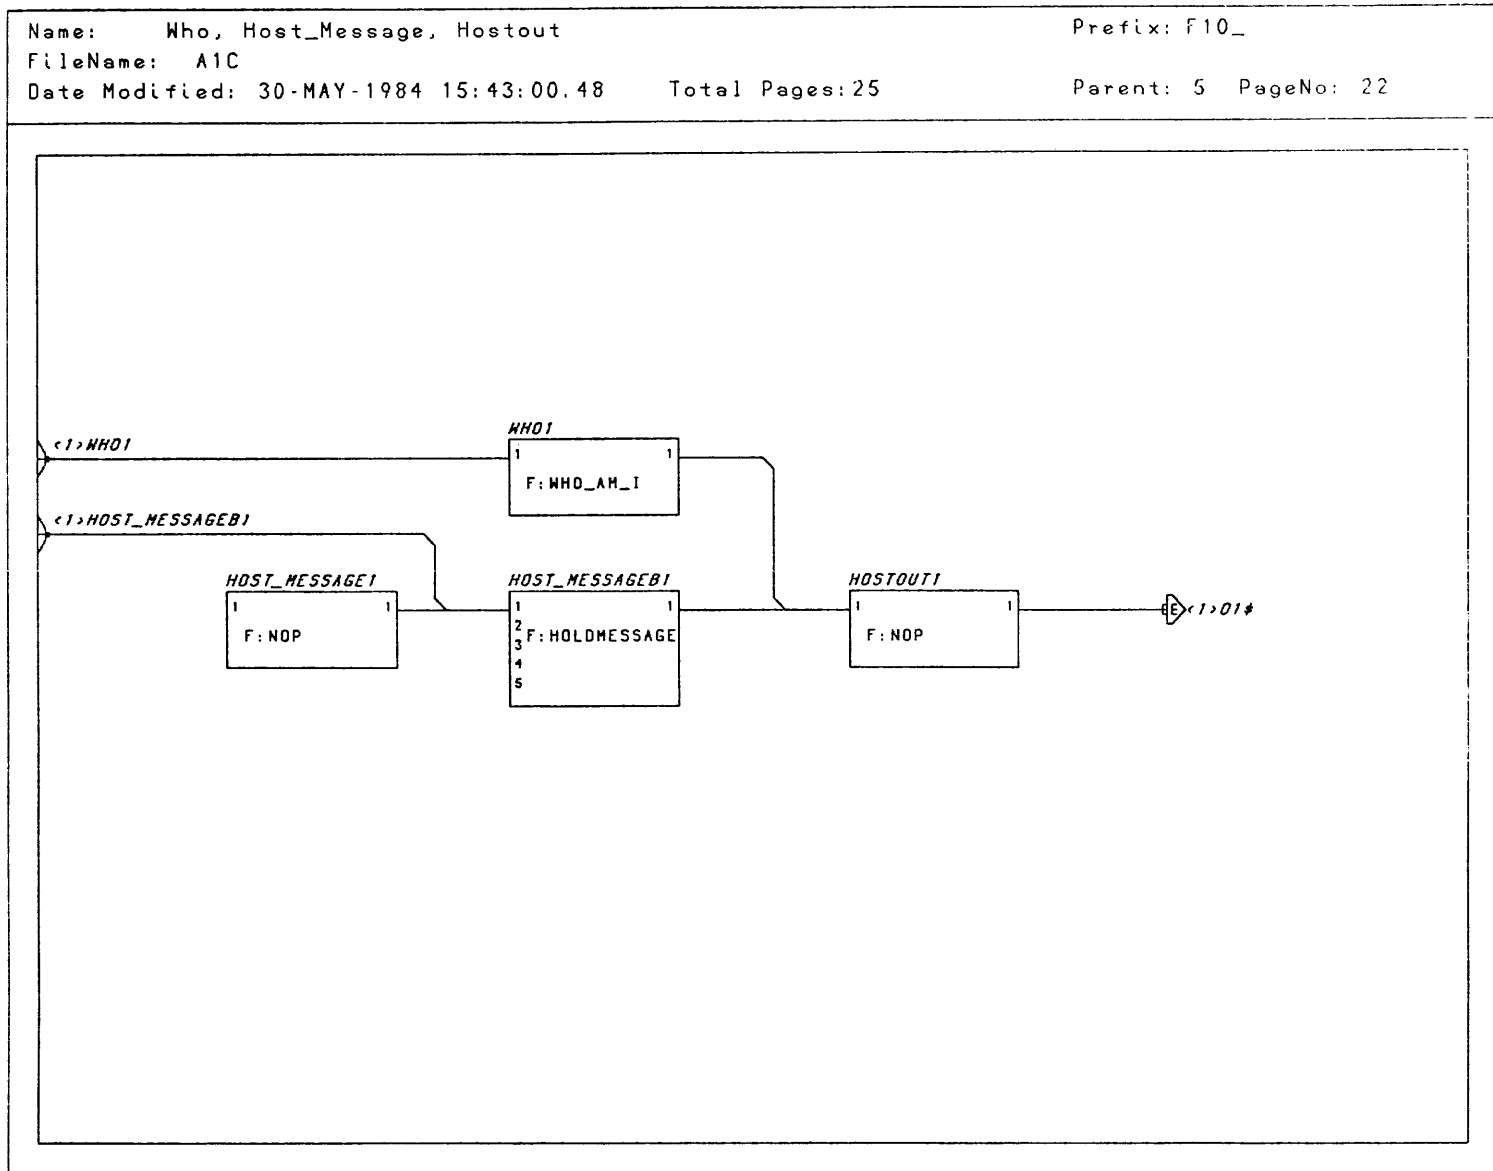 Name: Who, Host_Message, Hostout Prefix: F10_
FileName: A1C
Date Modified: 30-MAY-1984 15:43:00.48 Total Pages:25 Parent: 5 PageNo: 22
<1>WHO1
WHO1
1 1
F:WHO_AM_I
<1>HOST_MESSAGEB1
HOST_MESSAGE1
1 1
F:NOP
HOST_MESSAGEB1
1 1
2
F:HOLDMESSAGE
3
4
5
HOSTOUT1
1 1
F:NOP
E <1>O1$